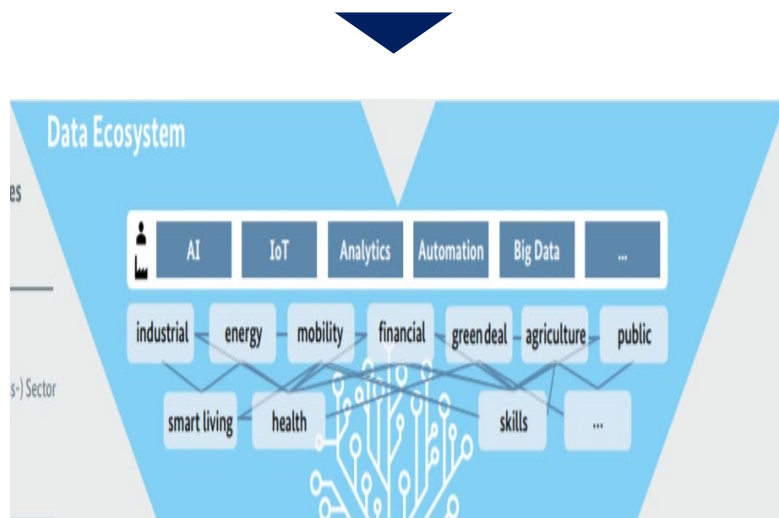 Data Ecosystem
es
AI IoT Analytics Automation Big Data ...
industrial energy mobility financial green deal agriculture public
s-) Sector
smart living health skills ...